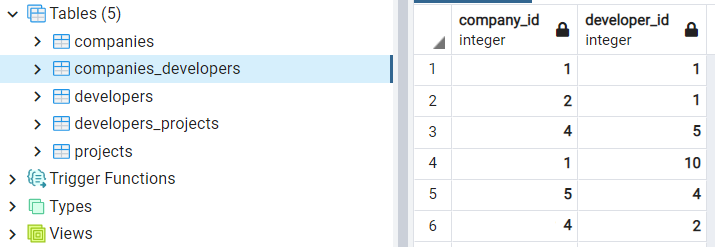 Tables (5)
companies
companies_developers
developers
developers_projects
projects
Trigger Functions
Types
Views
company_id developer_id
integer integer
1 1 1
2 2 1
3 4 5
4 1 10
5 5 4
6 4 2